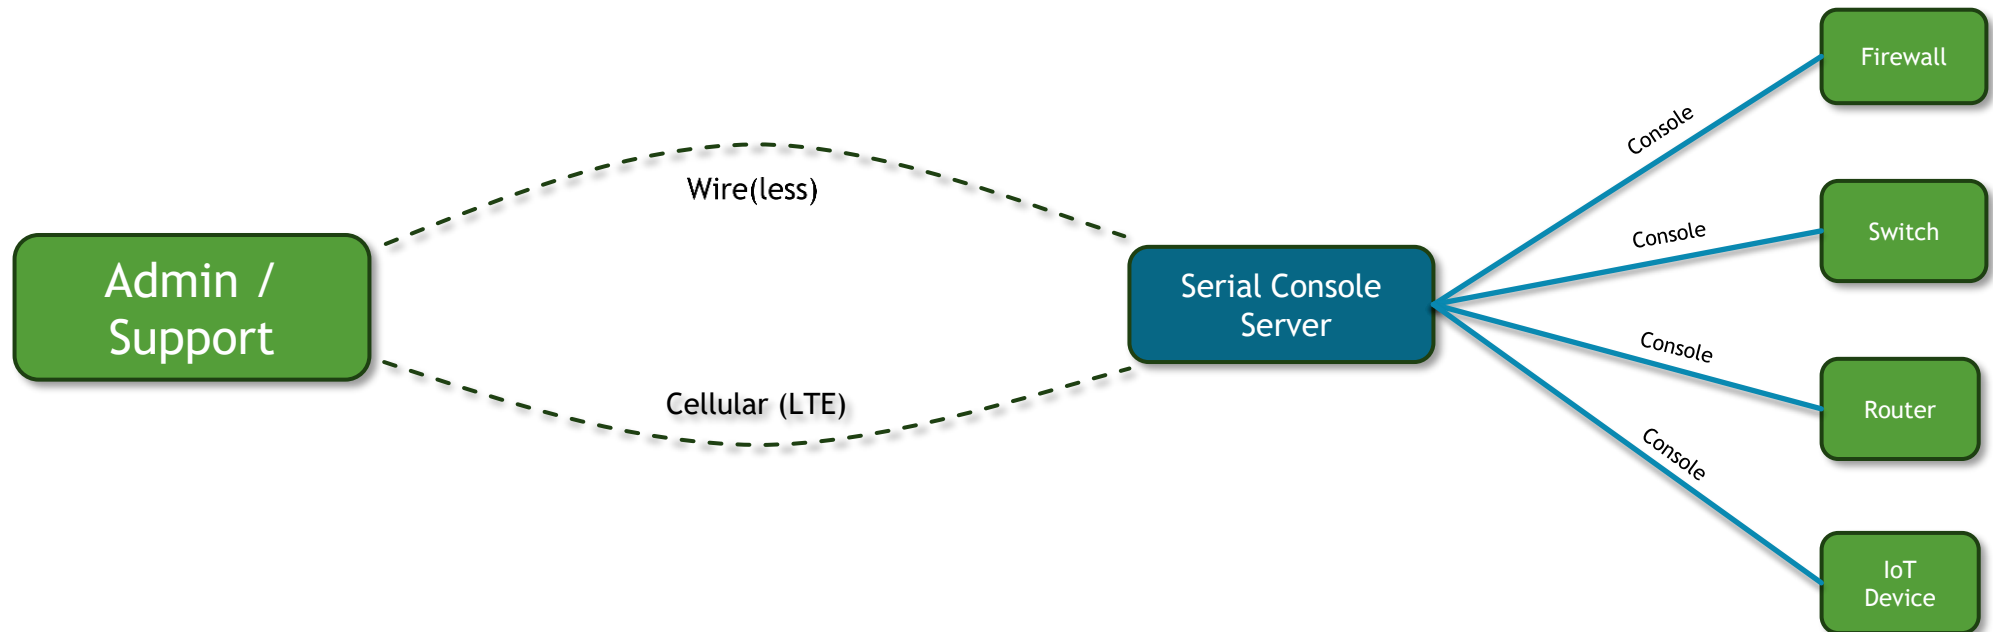 Firewall
Console
Wire(less)
Switch
Console
Admin /
Support
Serial Console
Server
Console
Cellular (LTE)
Router
Console
IoT
Device